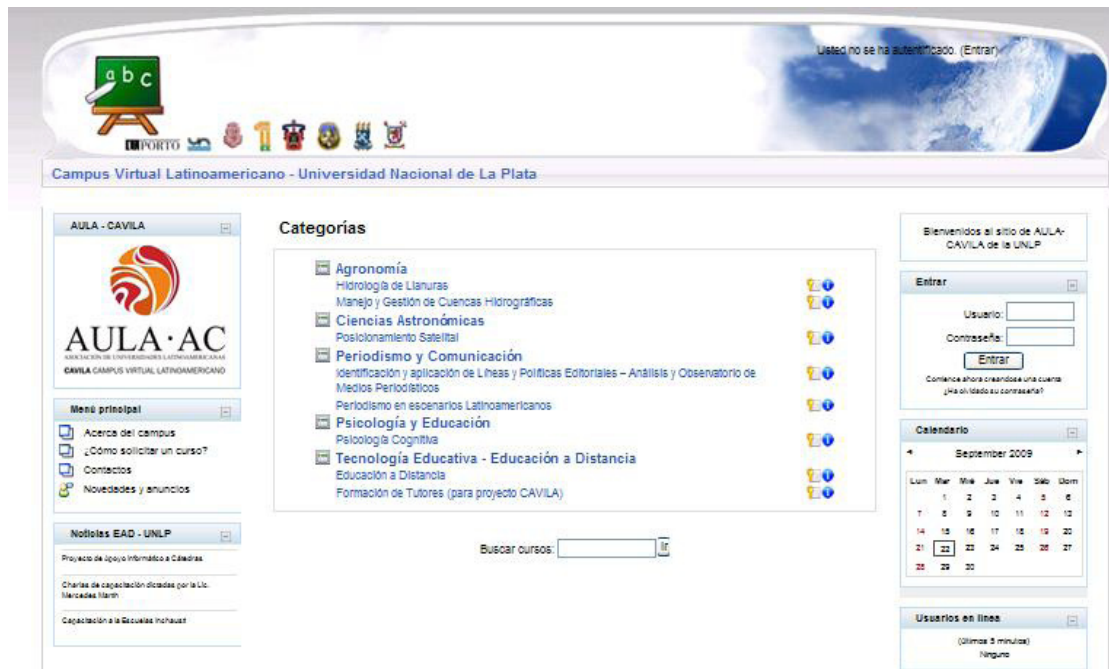 Usted no se ha autentificado. (Entrar)
a b c
U.PORTO
Campus Virtual Latinoamericano - Universidad Nacional de La Plata
AULA - CAVILA
AULA·AC
ASOCIACIÓN DE UNIVERSIDADES LATINOAMERICANAS
CAVILA CAMPUS VIRTUAL LATINOAMERICANO
Menú principal
Acerca del campus
¿Cómo solicitar un curso?
Contactos
Novedades y anuncios
Noticias EAD - UNLP
Proyecto de Apoyo Informático a Cátedras
Charlas de capacitación dictadas por la Lic.
Mercedes Martín
Capacitación a la Escuelas Inchausti
Categorías
Agronomía
Hidrología de Llanuras
Manejo y Gestión de Cuencas Hidrográficas
Ciencias Astronómicas
Posicionamiento Satelital
Periodismo y Comunicación
Identificación y aplicación de Líneas y Políticas Editoriales – Análisis y Observatorio de
Medios Periodísticos
Periodismo en escenarios Latinoamericanos
Psicología y Educación
Psicología Cognitiva
Tecnología Educativa - Educación a Distancia
Educación a Distancia
Formación de Tutores (para proyecto CAVILA)
Buscar cursos:
Ir
Bienvenidos al sitio de AULA-
CAVILA de la UNLP
Entrar
Usuario:
Contraseña:
Entrar
Comience ahora creandose una cuenta
¿Ha olvidado su contraseña?
Calendario
September 2009
Lun Mar Mié Jue Vie Sáb Dom
1 2 3 4 5 6
7 8 9 10 11 12 13
14 15 16 17 18 19 20
21 22 23 24 25 26 27
28 29 30
Usuarios en línea
(últimos 5 minutos)
Ninguno